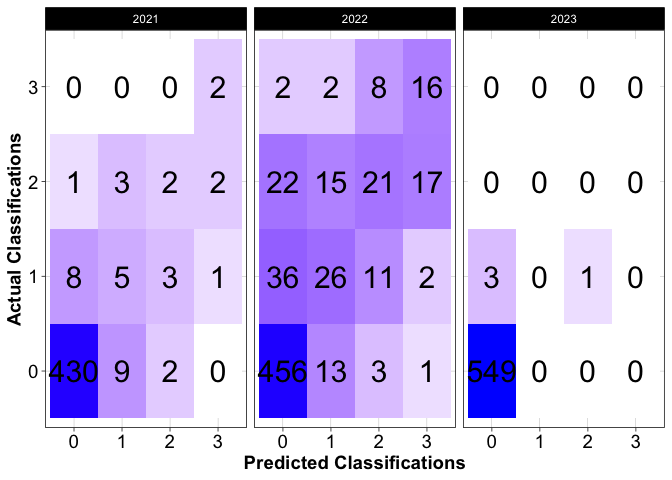 2021 2022 2023
3 0 0 0 2 2 2 8 16 0 0 0 0
2 1 3 2 2 22 15 21 17 0 0 0 0
1 8 5 3 1 36 26 11 2 3 0 1 0
0 430 9 2 0 456 13 3 1 549 0 0 0
0 1 2 3 0 1 2 3 0 1 2 3
Predicted Classifications
Actual Classifications